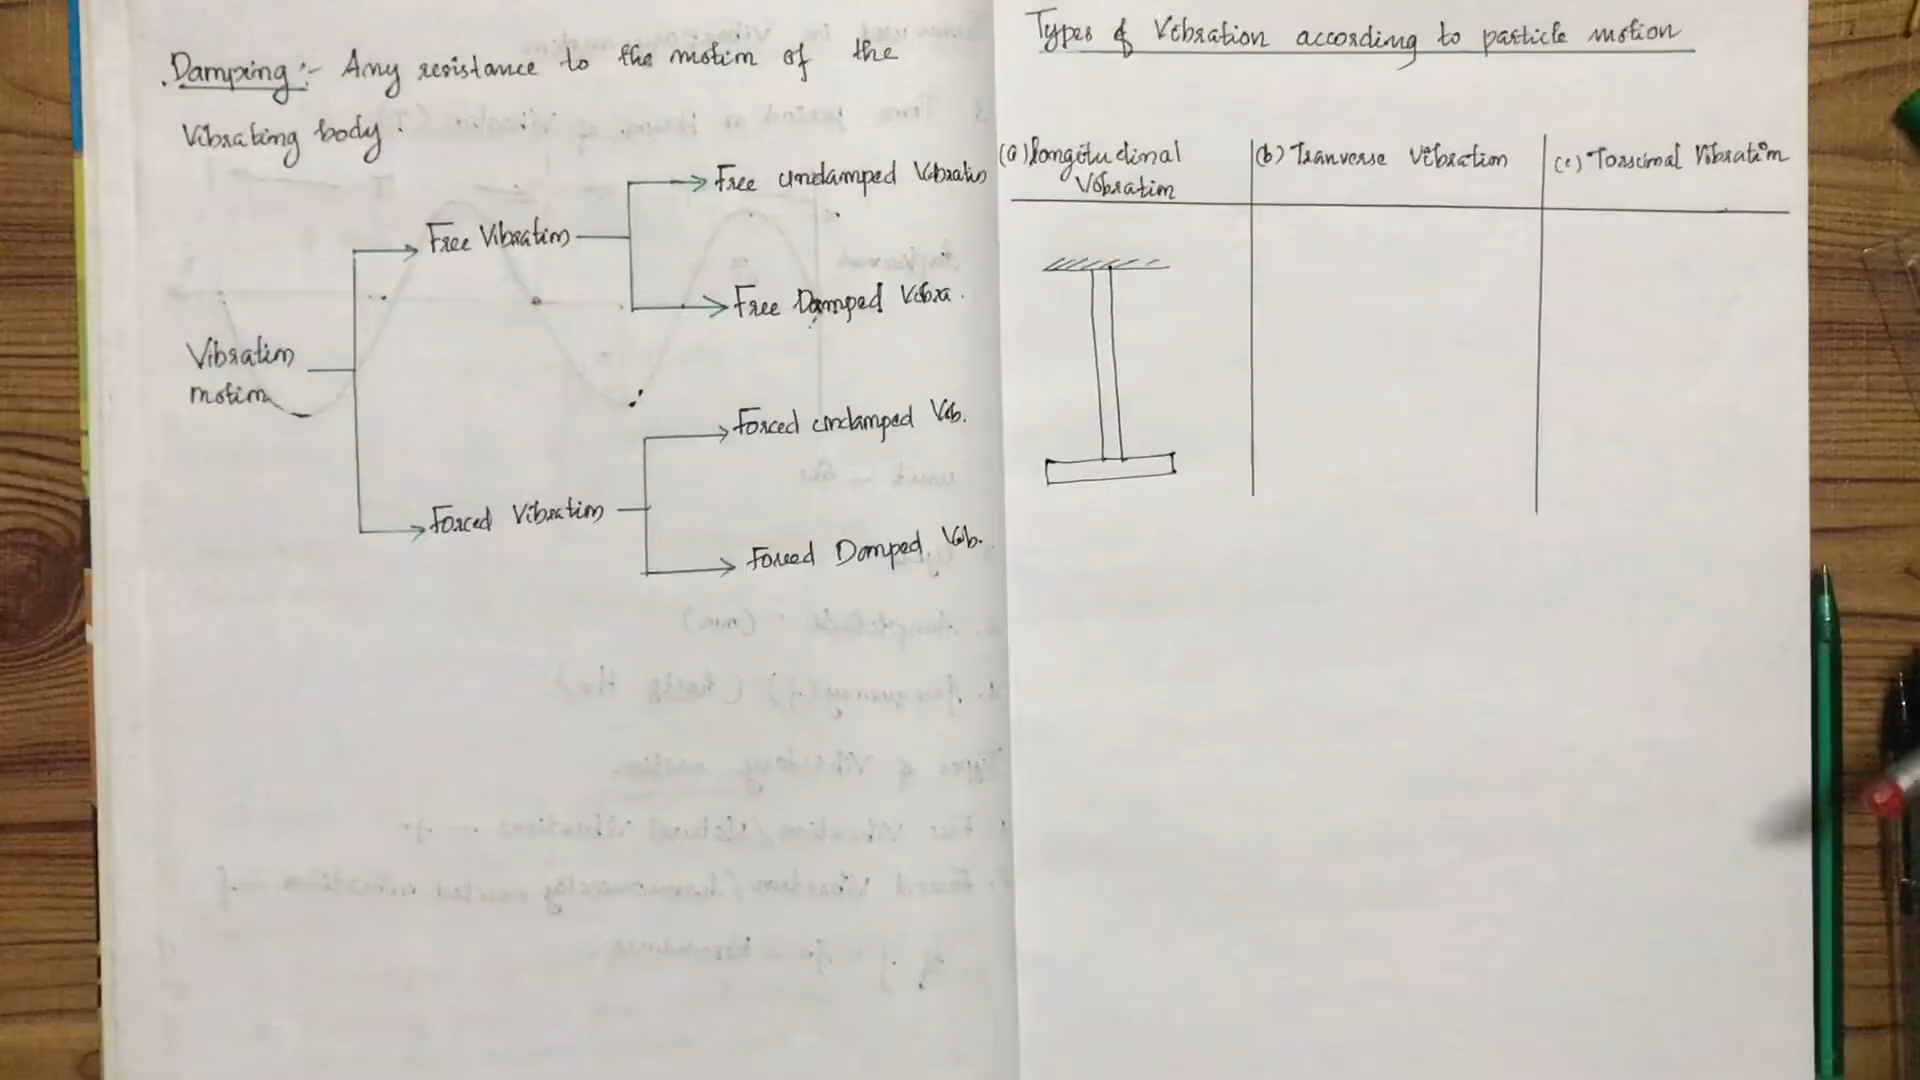 Damping :- Any resistance to the motion of the
Vibrating body.
Free undamped Vibratin
Free Vibration
Free Damped Vibra.
Vibration
motion
Forced undamped Vib.
Forced Vibration
Forced Damped Vib.
Types of Vibration according to particle motion
(a) longitudinal
Vibration
(b) Tranverse Vibration
(c) Torsional Vibration